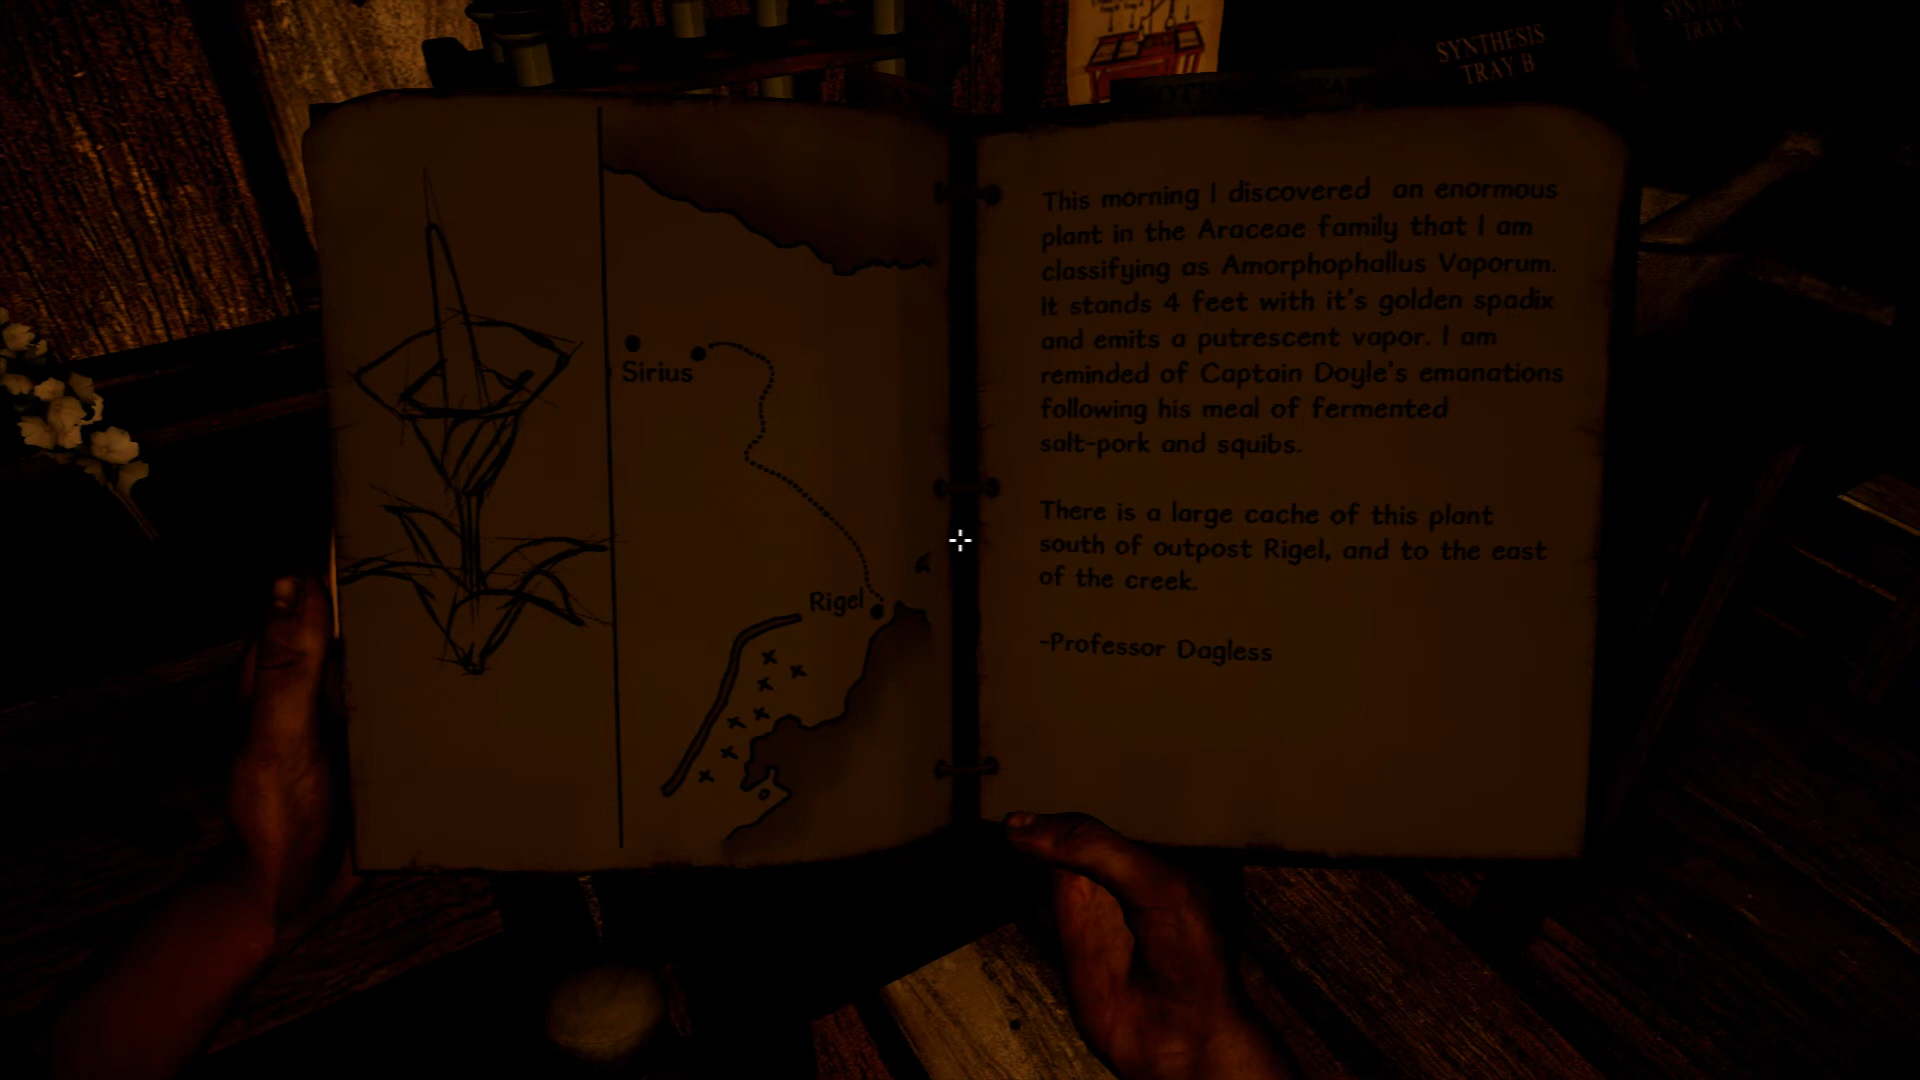 SYNTHESIS
TRAY B
SYNTHESIS
TRAY A
Sirius
Rigel
This morning I discovered an enormous
plant in the Araceae family that I am
classifying as Amorphophallus Vaporum.
It stands 4 feet with it's golden spadix
and emits a putrescent vapor. I am
reminded of Captain Doyle's emanations
following his meal of fermented
salt-pork and squibs.
There is a large cache of this plant
south of outpost Rigel, and to the east
of the creek.
-Professor Dagless